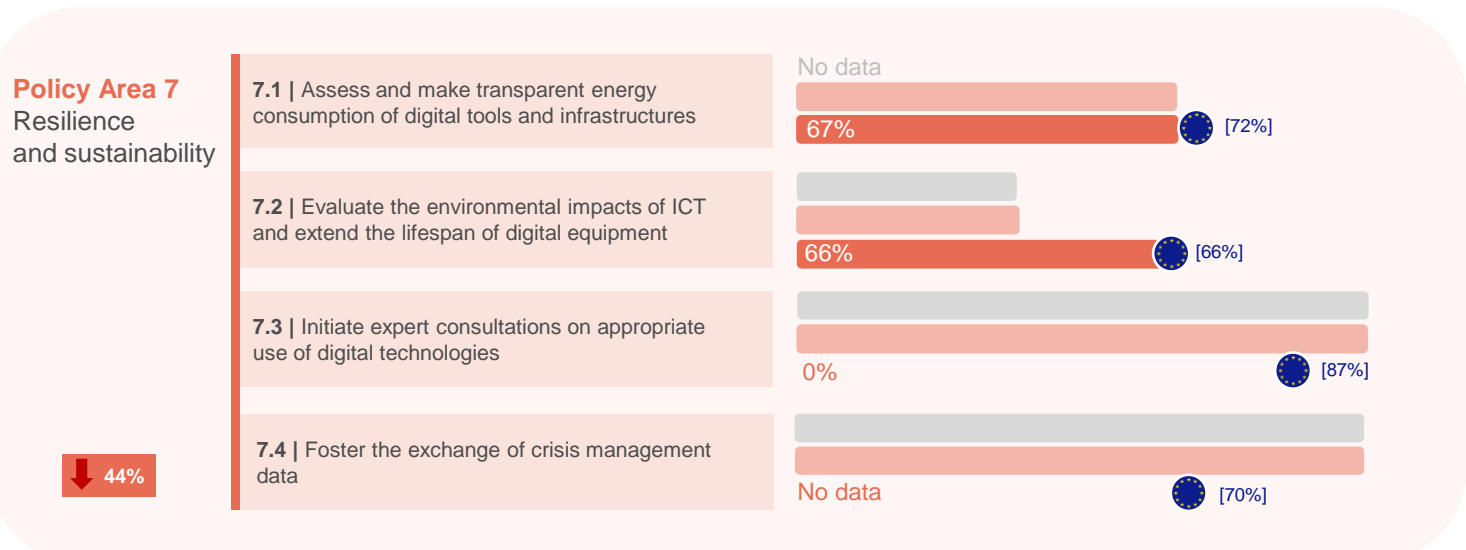 Policy Area 7
Resilience
and sustainability
44%
7.1 | Assess and make transparent energy
consumption of digital tools and infrastructures
No data
67%
[72%]
7.2 | Evaluate the environmental impacts of ICT
and extend the lifespan of digital equipment
66%
[66%]
7.3 | Initiate expert consultations on appropriate
use of digital technologies
0%
[87%]
7.4 | Foster the exchange of crisis management
data
No data
[70%]